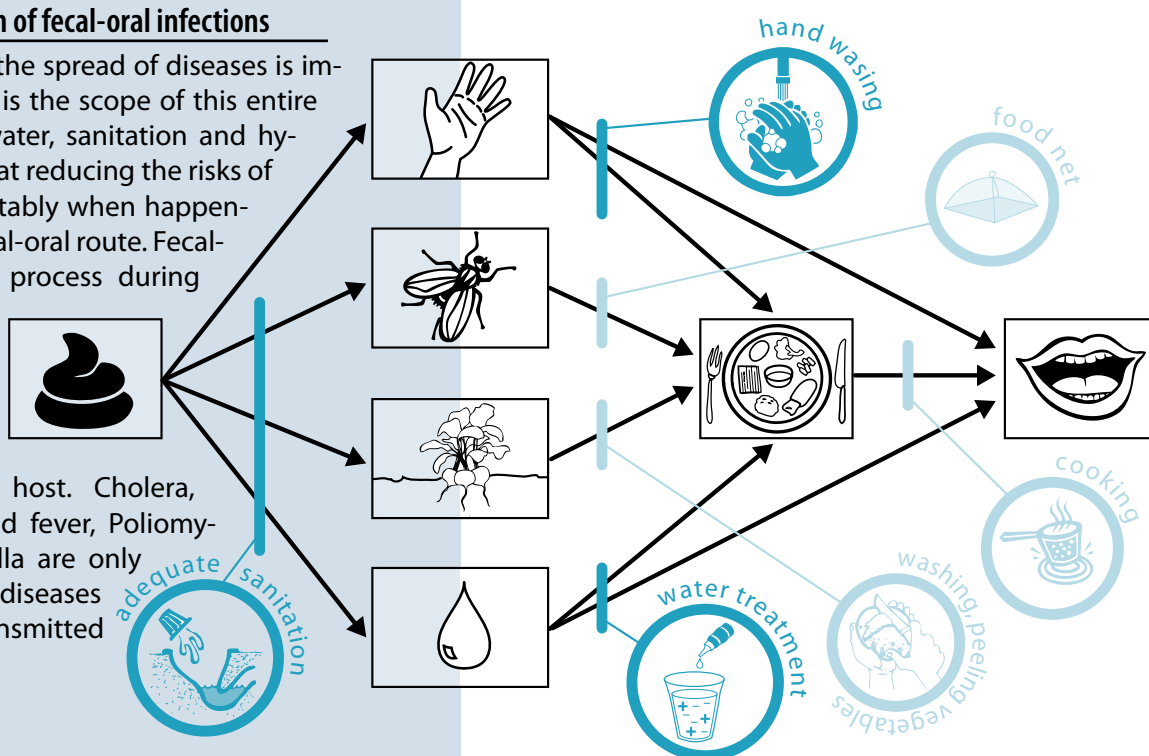 n of fecal-oral infections
the spread of diseases is im-
is the scope of this entire
water, sanitation and hy-
at reducing the risks of
tably when happen-
al-oral route. Fecal-
process during
host. Cholera,
d fever, Poliomy-
lla are only
diseases
nsmitted
adequate sanitation
hand wasing
food net
cooking
washing, peeling vegetables
water treatment